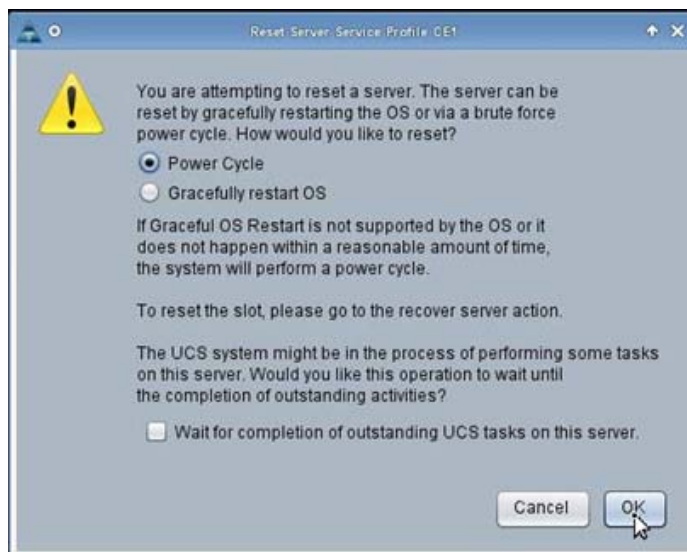 Reset Server Service Profile CE1
You are attempting to reset a server. The server can be
reset by gracefully restarting the OS or via a brute force
power cycle. How would you like to reset?
Power Cycle
Gracefully restart OS
If Graceful OS Restart is not supported by the OS or it
does not happen within a reasonable amount of time,
the system will perform a power cycle.
To reset the slot, please go to the recover server action.
The UCS system might be in the process of performing some tasks
on this server. Would you like this operation to wait until
the completion of outstanding activities?
Wait for completion of outstanding UCS tasks on this server.
Cancel
OK